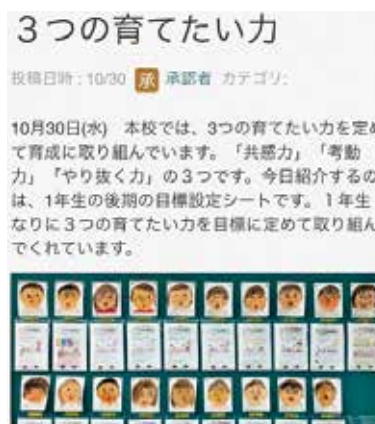 3つの育てたい力
投稿日時 : 10/30 承 承認者 カテゴリ:
10月30日(水)　本校では、3つの育てたい力を定め
て育成に取り組んでいます。「共感力」「考動
力」「やり抜く力」の３つです。今日紹介するの
は、1年生の後期の目標設定シートです。１年生
なりに３つの育てたい力を目標に定めて取り組ん
でくれています。